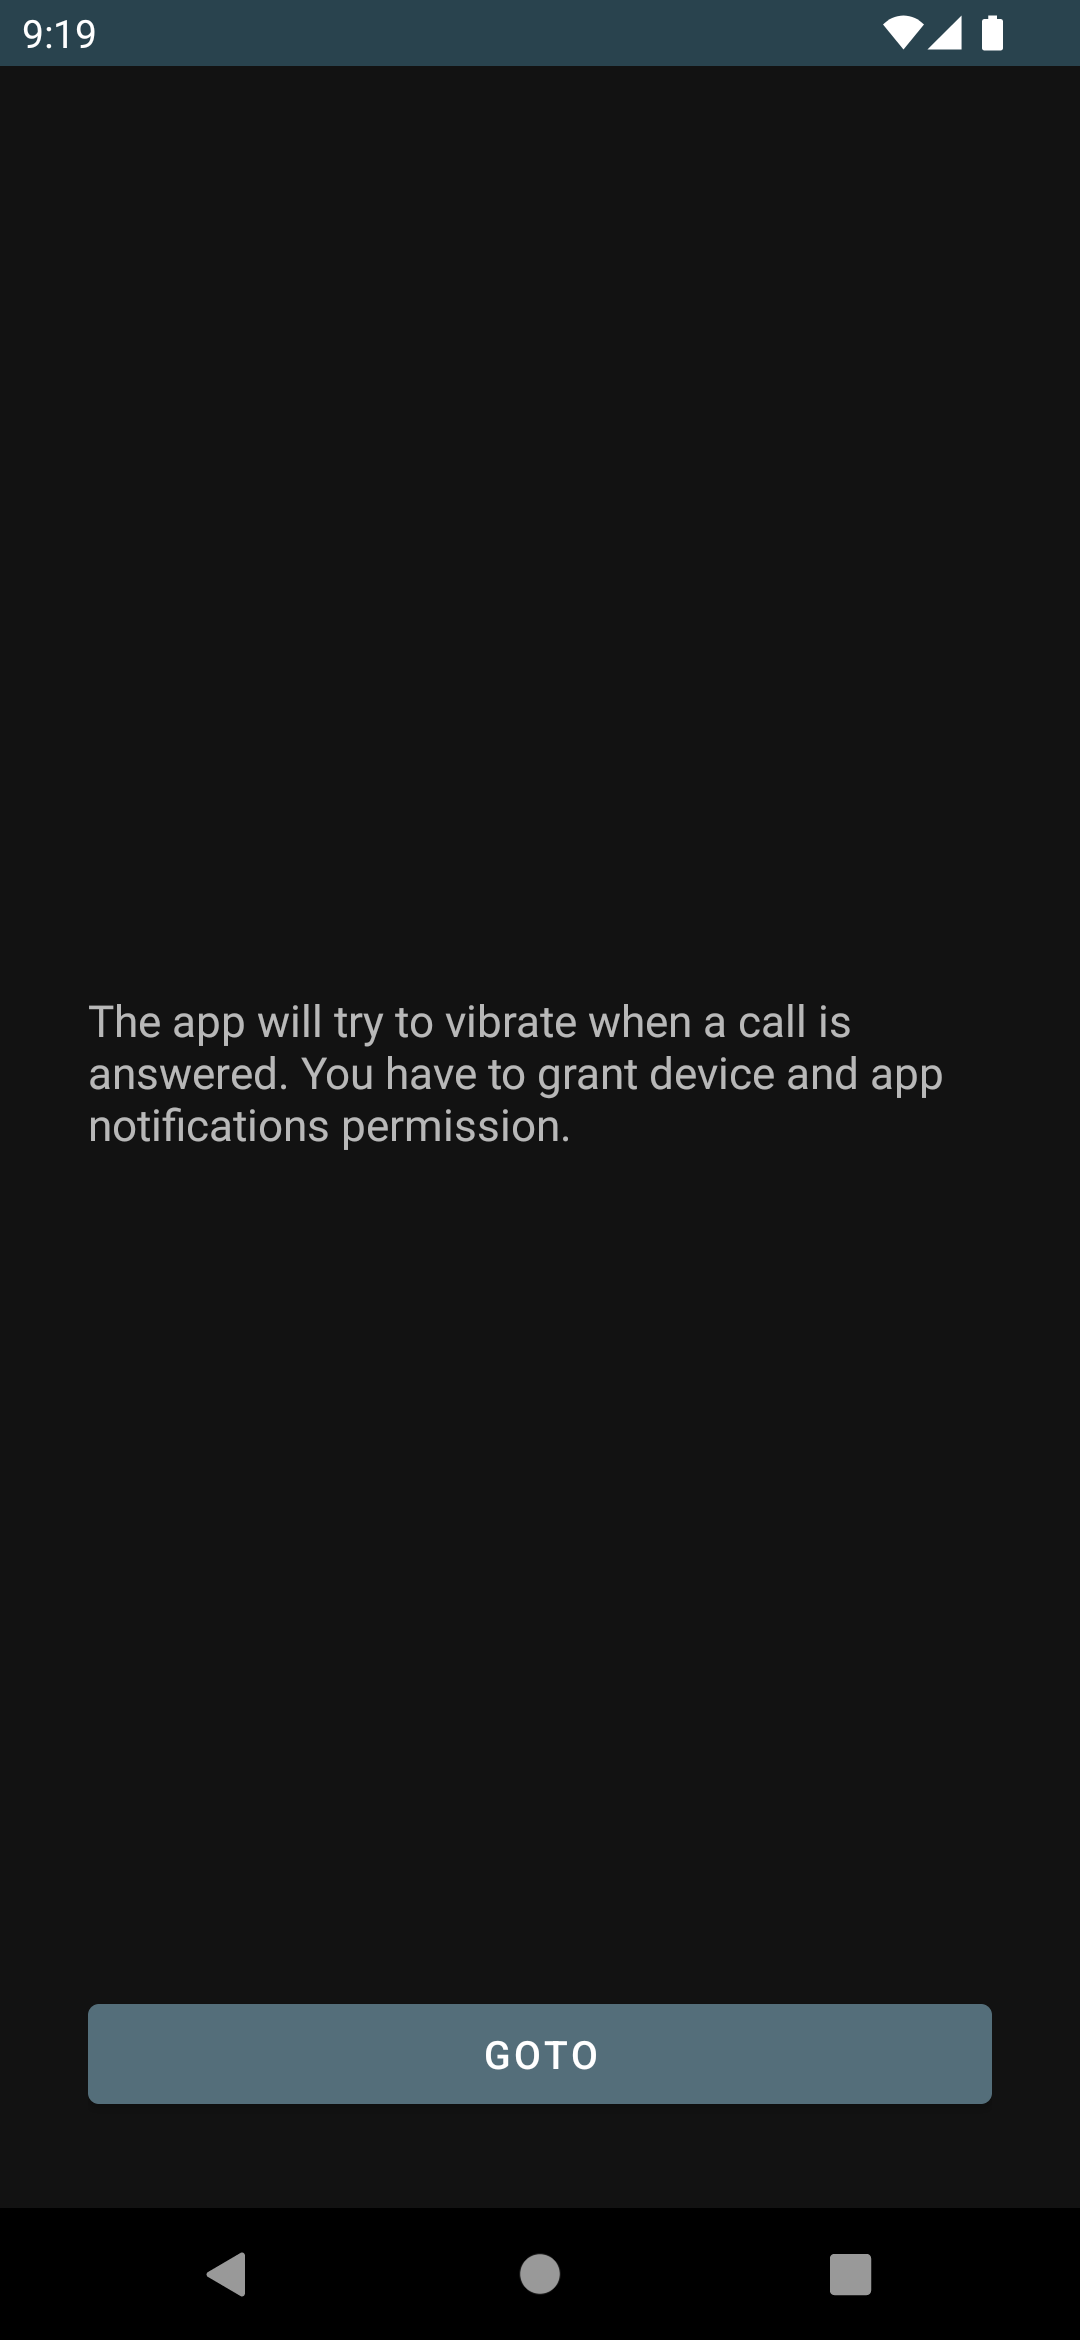 9:19
The app will try to vibrate when a call is
answered. You have to grant device and app
notifications permission.
GOTO